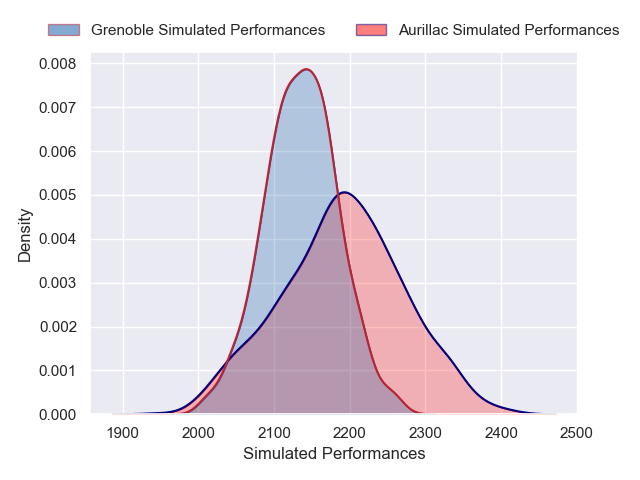 Grenoble Simulated Performances Aurillac Simulated Performances
0.008
0.007
0.006
0.005
0.004
0.003
0.002
0.001
0.000
Density
1900 2000 2100 2200 2300 2400 2500
Simulated Performances